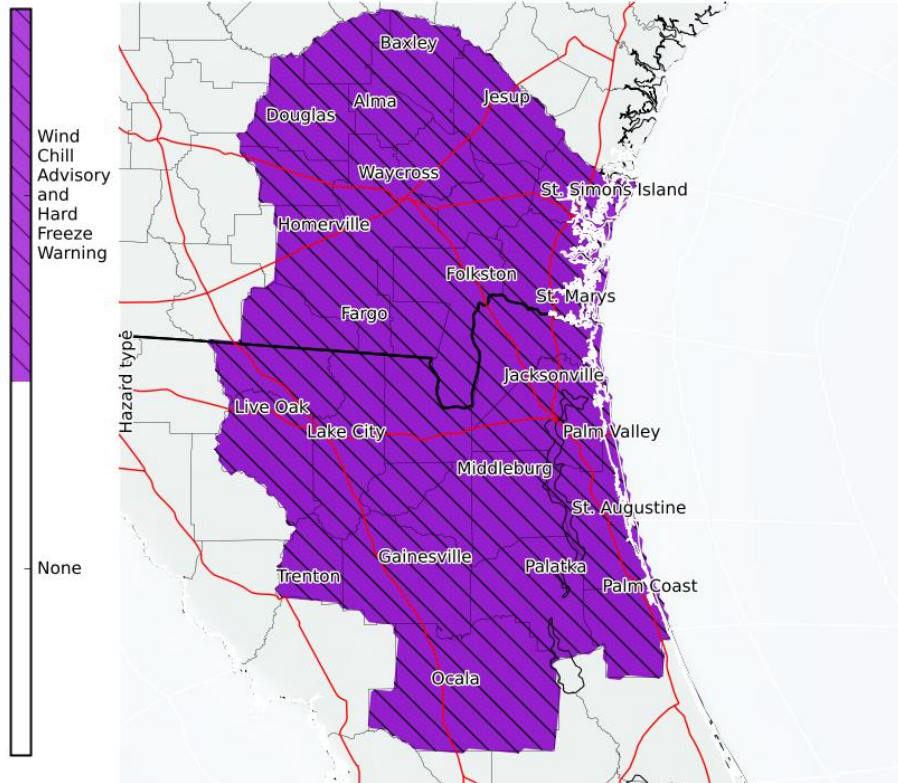 Wind
Chill
Advisory
and
Hard
Freeze
Warning
None
Hazard type
Baxley
Jesup
Alma
Douglas
Waycross
St. Simons Island
Homerville
Folkston
St. Marys
Fargo
Jacksonville
Live Oak
Lake City
Palm Valley
Middleburg
St. Augustine
Gainesville
Palatka
Trenton
Palm Coast
Ocala